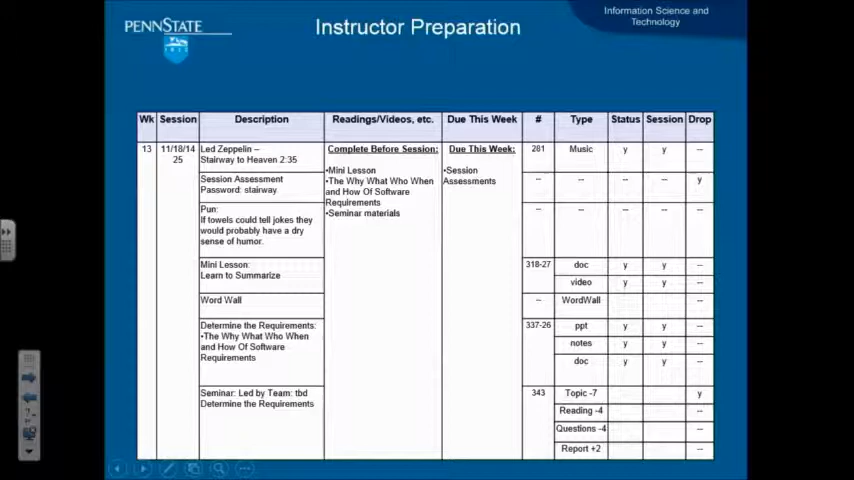 PENNSTATE
1855
Instructor Preparation
Information Science and
Technology
Wk Session Description Readings/Videos, etc. Due This Week # Type Status Session Drop
13 11/18/14 Led Zeppelin – Complete Before Session: Due This Week: 281 Music y y --
25 Stairway to Heaven 2:35
•Mini Lesson •Session
Session Assessment •The Why What Who When Assessments -- -- -- -- y
Password: stairway and How Of Software
Requirements
Pun: •Seminar materials -- -- -- -- --
If towels could tell jokes they
would probably have a dry
sense of humor.
Mini Lesson: 318-27 doc y y --
Learn to Summarize
video y y --
Word Wall -- WordWall --
Determine the Requirements: 337-26 ppt y y --
•The Why What Who When
and How Of Software notes y y --
Requirements
doc y y --
Seminar: Led by Team: tbd 343 Topic -7 y
Determine the Requirements
Reading -4 --
Questions -4 --
Report +2 --